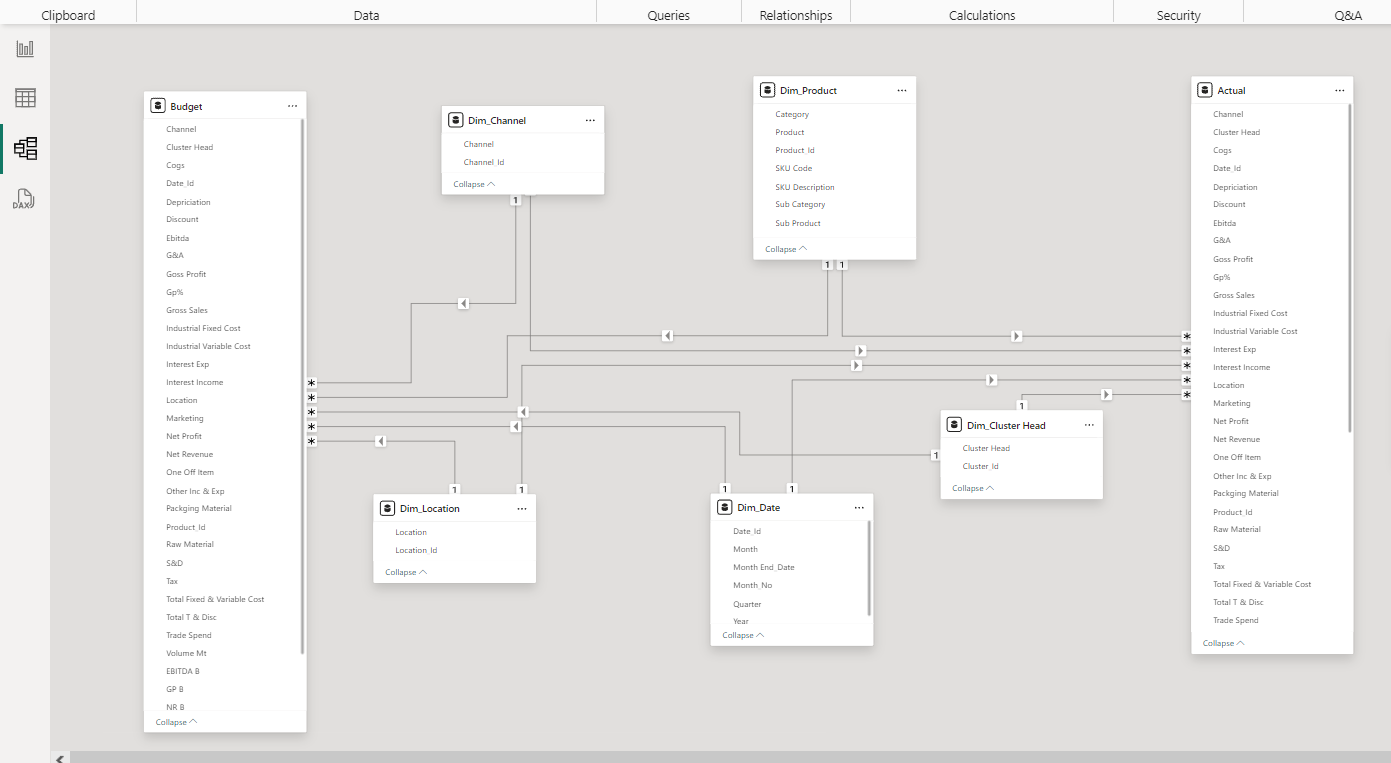 Clipboard
Data
Queries
Relationships
Calculations
Security
Q&A
DAX
Budget
Channel
Cluster Head
Cogs
Date_Id
Depriciation
Discount
Ebitda
G&A
Goss Profit
Gp%
Gross Sales
Industrial Fixed Cost
Industrial Variable Cost
Interest Exp
Interest Income
Location
Marketing
Net Profit
Net Revenue
One Off Item
Other Inc & Exp
Packging Material
Product_Id
Raw Material
S&D
Tax
Total Fixed & Variable Cost
Total T & Disc
Trade Spend
Volume Mt
EBITDA B
GP B
NR B
Collapse
Dim_Channel
Channel
Channel_Id
Collapse
1
Dim_Product
Category
Product
Product_Id
SKU Code
SKU Description
Sub Category
Sub Product
Collapse
1 1
Actual
Channel
Cluster Head
Cogs
Date_Id
Depriciation
Discount
Ebitda
G&A
Goss Profit
Gp%
Gross Sales
Industrial Fixed Cost
Industrial Variable Cost
Interest Exp
Interest Income
Location
Marketing
Net Profit
Net Revenue
One Off Item
Other Inc & Exp
Packging Material
Product_Id
Raw Material
S&D
Tax
Total Fixed & Variable Cost
Total T & Disc
Trade Spend
Collapse
*
*
*
*
*
*
*
*
*
*
1 1
Dim_Location
Location
Location_Id
Collapse
1 1
Dim_Date
Date_Id
Month
Month End_Date
Month_No
Quarter
Year
Collapse
1
1
Dim_Cluster Head
Cluster Head
Cluster_Id
Collapse